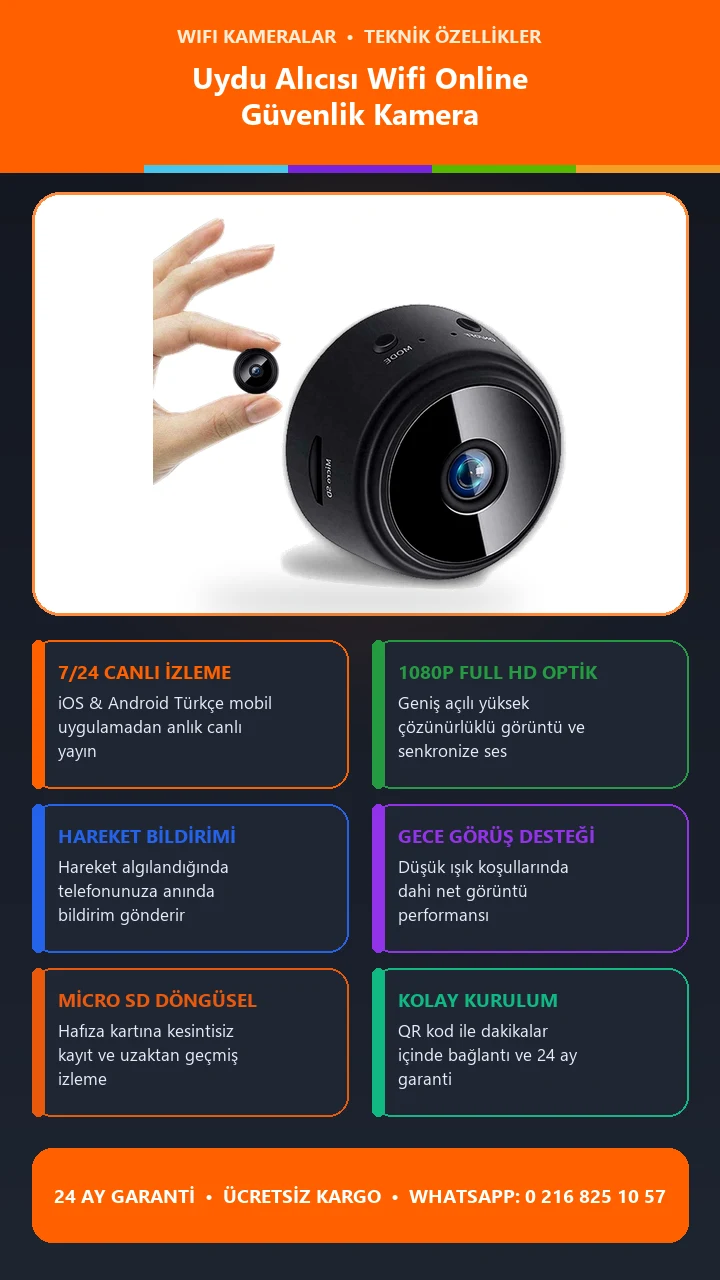 WIFI KAMERALAR • TEKNİK ÖZELLİKLER
Uydu Alıcısı Wifi Online
Güvenlik Kamera
MODE
ON/OFF
Micro SD
7/24 CANLI İZLEME
iOS & Android Türkçe mobil
uygulamadan anlık canlı
yayın
1080P FULL HD OPTİK
Geniş açılı yüksek
çözünürlüklü görüntü ve
senkronize ses
HAREKET BİLDİRİMİ
Hareket algılandığında
telefonunuza anında
bildirim gönderir
GECE GÖRÜŞ DESTEĞİ
Düşük ışık koşullarında
dahi net görüntü
performansı
MİCRO SD DÖNGÜSEL
Hafıza kartına kesintisiz
kayıt ve uzaktan geçmiş
izleme
KOLAY KURULUM
QR kod ile dakikalar
içinde bağlantı ve 24 ay
garanti
24 AY GARANTİ • ÜCRETSİZ KARGO • WHATSAPP: 0 216 825 10 57